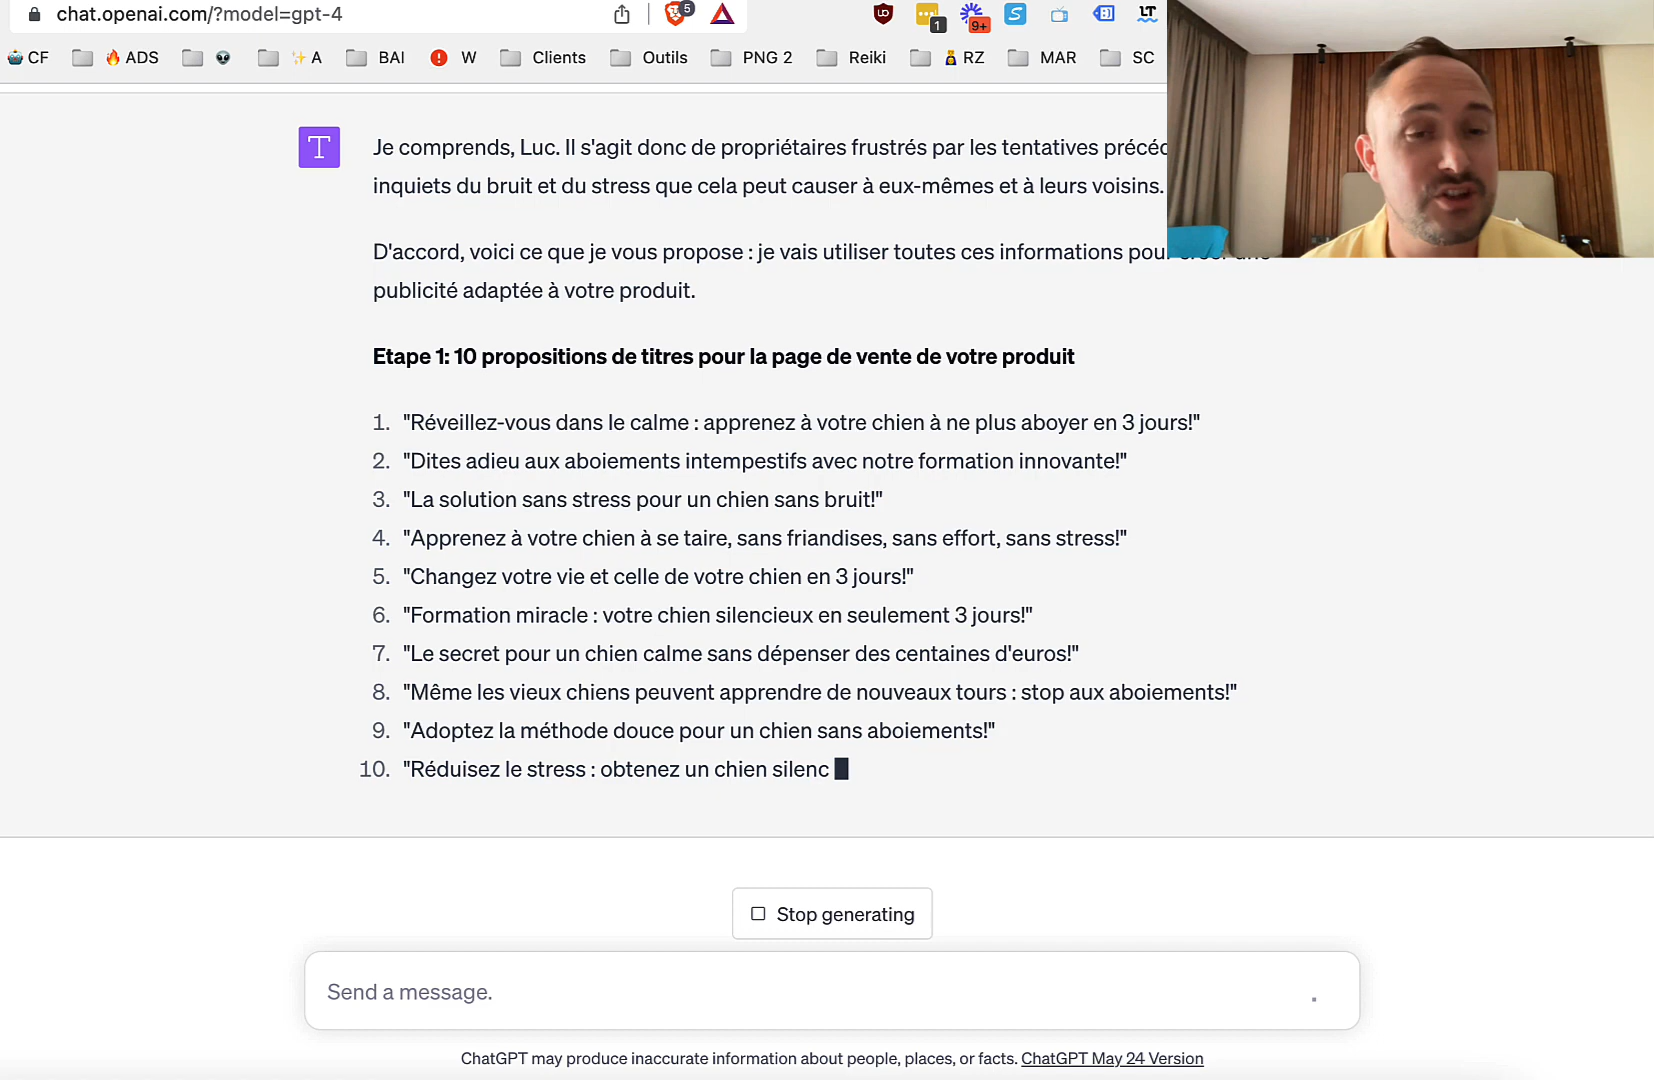 chat.openai.com/?model=gpt-4
5
1
9+
S
LT
CF
ADS
A
BAI
W
Clients
Outils
PNG 2
Reiki
RZ
MAR
SC
T
Je comprends, Luc. Il s'agit donc de propriétaires frustrés par les tentatives
inquiets du bruit et du stress que cela peut causer à eux-mêmes et à leurs voisins.
D'accord, voici ce que je vous propose : je vais utiliser toutes ces informations
publicité adaptée à votre produit.
Etape 1: 10 propositions de titres pour la page de vente de votre produit
1. "Réveillez-vous dans le calme : apprenez à votre chien à ne plus aboyer en 3 jours!"
2. "Dites adieu aux aboiements intempestifs avec notre formation innovante!"
3. "La solution sans stress pour un chien sans bruit!"
4. "Apprenez à votre chien à se taire, sans friandises, sans effort, sans stress!"
5. "Changez votre vie et celle de votre chien en 3 jours!"
6. "Formation miracle : votre chien silencieux en seulement 3 jours!"
7. "Le secret pour un chien calme sans dépenser des centaines d'euros!"
8. "Même les vieux chiens peuvent apprendre de nouveaux tours : stop aux aboiements!"
9. "Adoptez la méthode douce pour un chien sans aboiements!"
10. "Réduisez le stress : obtenez un chien silenc
Stop generating
Send a message.
ChatGPT may produce inaccurate information about people, places, or facts. ChatGPT May 24 Version